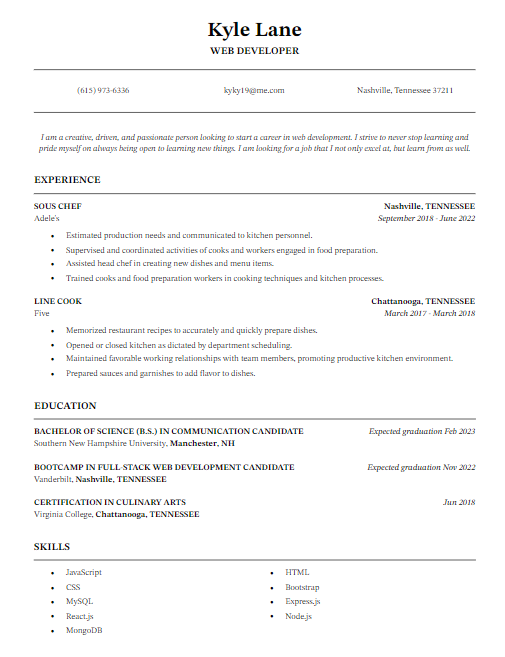 Kyle Lane
WEB DEVELOPER
(615) 973-6336 kyky19@me.com Nashville, Tennessee 37211
I am a creative, driven, and passionate person looking to start a career in web development. I strive to never stop learning and
pride myself on always being open to learning new things. I am looking for a job that I not only excel at, but learn from as well.
EXPERIENCE
SOUS CHEF Nashville, TENNESSEE
Adele's September 2018 - June 2022
• Estimated production needs and communicated to kitchen personnel.
• Supervised and coordinated activities of cooks and workers engaged in food preparation.
• Assisted head chef in creating new dishes and menu items.
• Trained cooks and food preparation workers in cooking techniques and kitchen processes.
LINE COOK Chattanooga, TENNESSEE
Five March 2017 - March 2018
• Memorized restaurant recipes to accurately and quickly prepare dishes.
• Opened or closed kitchen as dictated by department scheduling.
• Maintained favorable working relationships with team members, promoting productive kitchen environment.
• Prepared sauces and garnishes to add flavor to dishes.
EDUCATION
BACHELOR OF SCIENCE (B.S.) IN COMMUNICATION CANDIDATE Expected graduation Feb 2023
Southern New Hampshire University, Manchester, NH
BOOTCAMP IN FULL-STACK WEB DEVELOPMENT CANDIDATE Expected graduation Nov 2022
Vanderbilt, Nashville, TENNESSEE
CERTIFICATION IN CULINARY ARTS Jun 2018
Virginia College, Chattanooga, TENNESSEE
SKILLS
• JavaScript • HTML
• CSS • Bootstrap
• MySQL • Express.js
• React.js • Node.js
• MongoDB